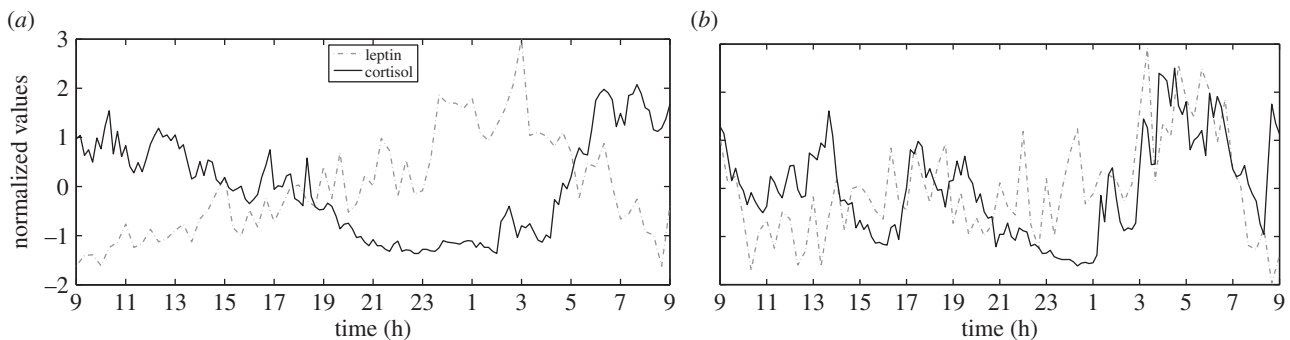 (a)
(b)
3
2
1
0
−1
−2
normalized values
leptin
cortisol
9 11 13 15 17 19 21 23 1 3 5 7 9
9 11 13 15 17 19 21 23 1 3 5 7 9
time (h)
time (h)